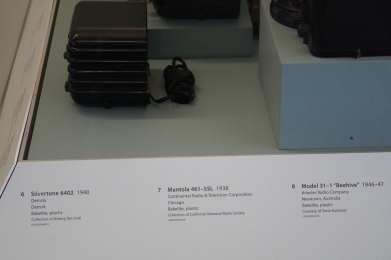 6 Silvertone 6402 1940
Detrola
Detroit
Bakelite, plastic
7 Mantola 461-5SL 1938
Continental Radio & Television Corporation
Chicago
Bakelite, plastic
Collection of California Historical Radio Society
8 Model 31-1 "Beehive" 1946-47
Kriesler Radio Company
Newtown, Australia
Bakelite, plastic